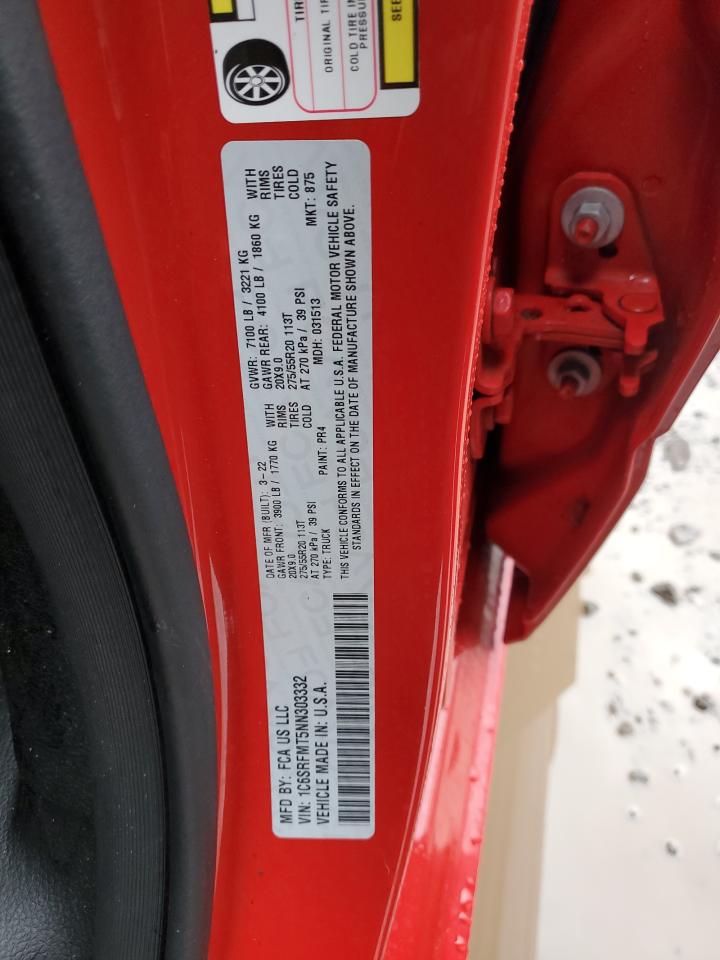 TIR
ORIGINAL TIR
COLD TIRE IN
PRESSU
SEE
MFD BY: FCA US LLC
VIN: 1C6SRFMT5NN303332
VEHICLE MADE IN: U.S.A.
DATE OF MFR (BUILT): 3-22
GAWR FRONT: 3900 LB / 1770 KG WITH
20X9.0 RIMS
275/55R20 113T TIRES
AT 270 kPa / 39 PSI COLD
TYPE: TRUCK PAINT: PR4
GVWR: 7100 LB / 3221 KG
GAWR REAR: 4100 LB / 1860 KG WITH
20X9.0 RIMS
275/55R20 113T TIRES
AT 270 kPa / 39 PSI COLD
MDH: 031513 MKT: 875
THIS VEHICLE CONFORMS TO ALL APPLICABLE U.S.A. FEDERAL MOTOR VEHICLE SAFETY
STANDARDS IN EFFECT ON THE DATE OF MANUFACTURE SHOWN ABOVE.